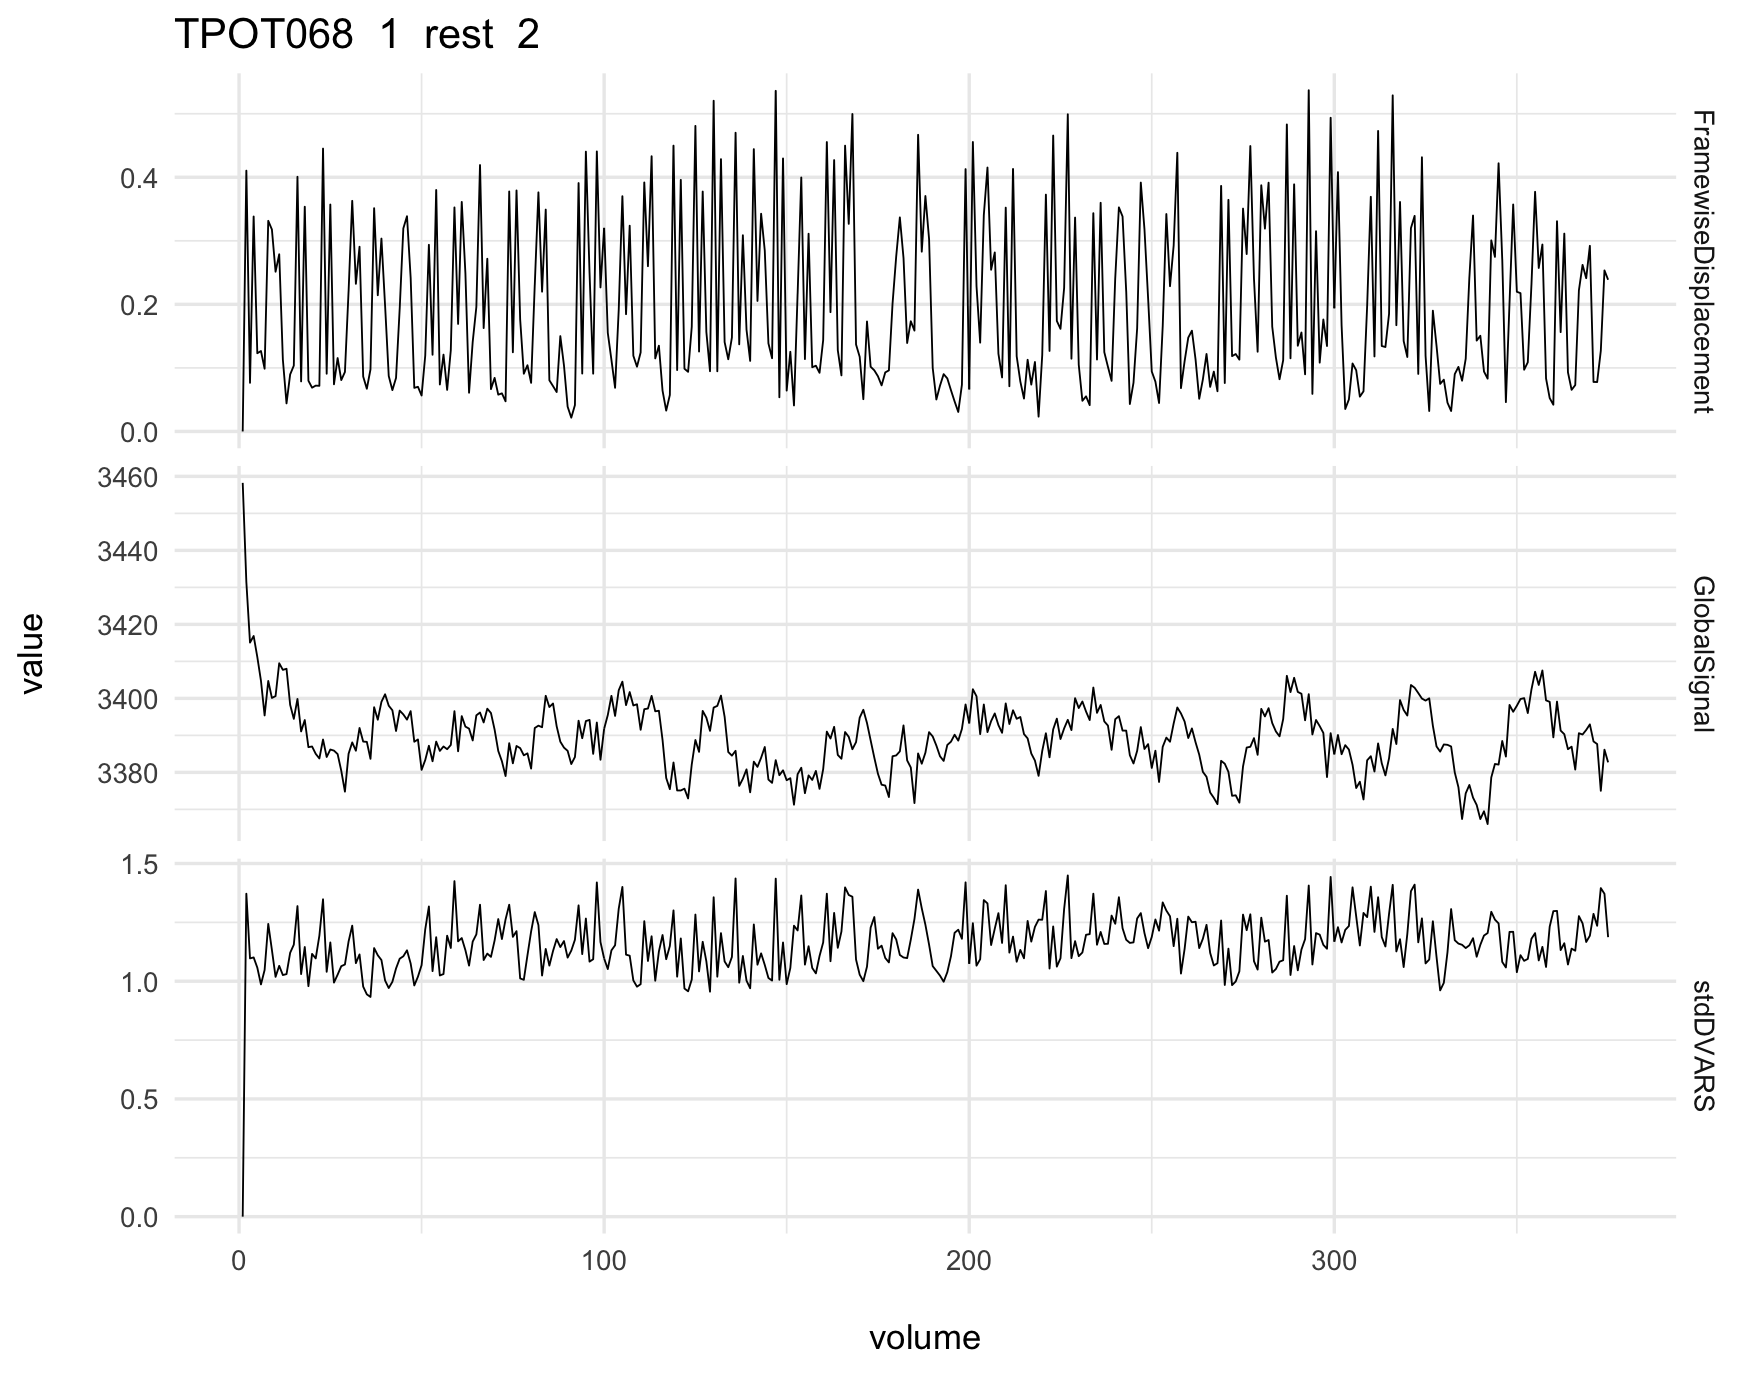 TPOT068 1 rest 2
0.4
0.2
0.0
FramewiseDisplacement
3460
3440
3420
3400
3380
GlobalSignal
1.5
1.0
0.5
0.0
stdDVARS
value
0 100 200 300
volume